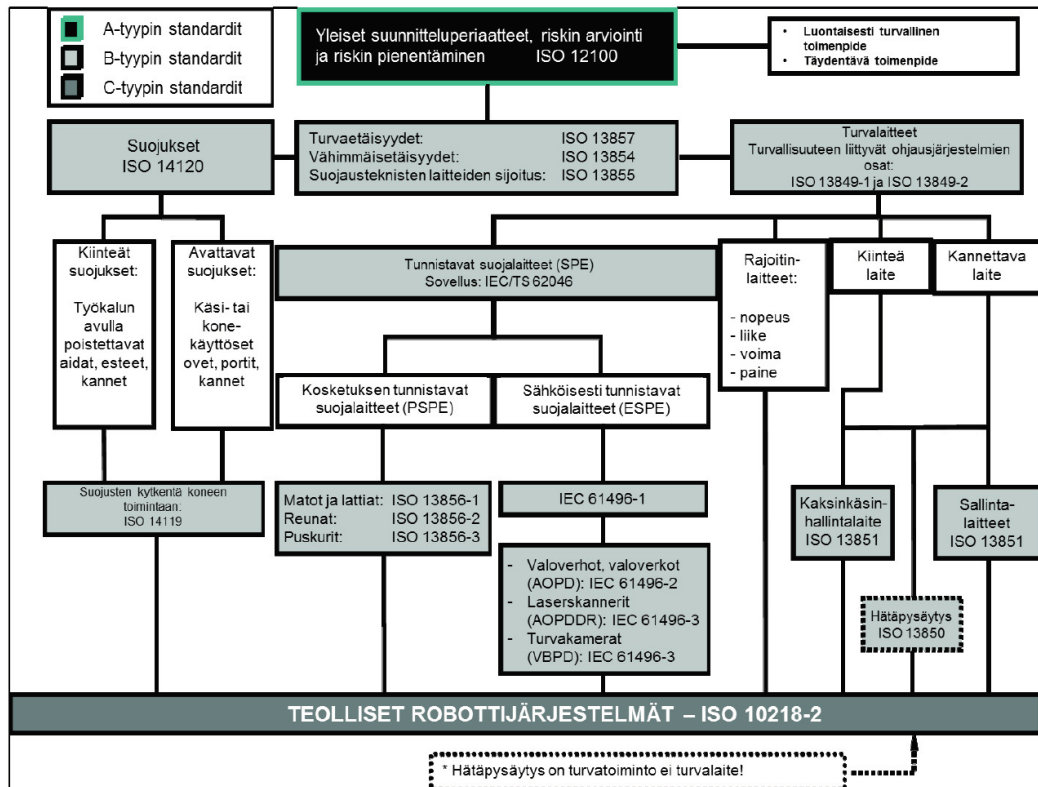 A-tyypin standardit
B-tyypin standardit
C-tyypin standardit
Yleiset suunnitteluperiaatteet, riskin arviointi
ja riskin pienentäminen ISO 12100
• Luontaisesti turvallinen
toimenpide
• Täydentävä toimenpide
Suojukset
ISO 14120
Turvaetäisyydet: ISO 13857
Vähimmäisetäisyydet: ISO 13854
Suojausteknisten laitteiden sijoitus: ISO 13855
Turvalaitteet
Turvallisuuteen liittyvät ohjausjärjestelmien
osat:
ISO 13849-1 ja ISO 13849-2
Kiinteät
suojukset:
Työkalun
avulla
poistettavat
aidat, esteet,
kannet
Avattavat
suojukset:
Käsi- tai
kone-
käyttöset
ovet, portit,
kannet
Tunnistavat suojalaitteet (SPE)
Sovellus: IEC/TS 62046
Rajoitin-
laitteet:
- nopeus
- liike
- voima
- paine
Kiinteä
laite
Kannettava
laite
Kosketuksen tunnistavat
suojalaitteet (PSPE)
Sähköisesti tunnistavat
suojalaitteet (ESPE)
Suojusten kytkentä koneen
toimintaan:
ISO 14119
Matot ja lattiat: ISO 13856-1
Reunat: ISO 13856-2
Puskurit: ISO 13856-3
IEC 61496-1
- Valoverhot, valoverkot
(AOPD): IEC 61496-2
- Laserskannerit
(AOPDDR): IEC 61496-3
- Turvakamerat
(VBPD): IEC 61496-3
Kaksinkäsin-
hallintalaite
ISO 13851
Sallinta-
laitteet
ISO 13851
Hätäpysäytys
ISO 13850
TEOLLISET ROBOTTIJÄRJESTELMÄT – ISO 10218-2
* Hätäpysäytys on turvatoiminto ei turvalaite!